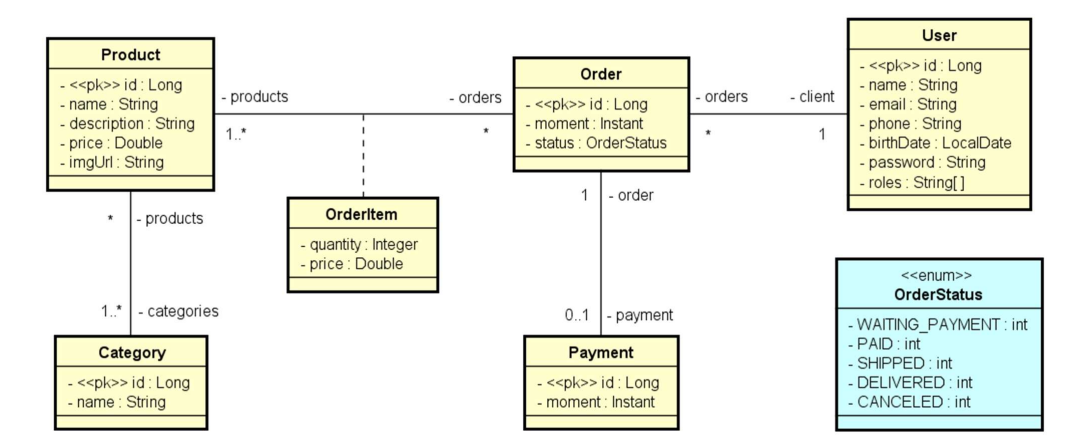 Product
- <<pk>> id : Long
- name : String
- description : String
- price : Double
- imgUrl : String
- products
1..*
- orders
*
Order
- <<pk>> id : Long
- moment : Instant
- status : OrderStatus
- orders
*
- client
1
User
- <<pk>> id : Long
- name : String
- email : String
- phone : String
- birthDate : LocalDate
- password : String
- roles : String[ ]
* - products
1..* - categories
OrderItem
- quantity : Integer
- price : Double
1 - order
0..1 - payment
Category
- <<pk>> id : Long
- name : String
Payment
- <<pk>> id : Long
- moment : Instant
<<enum>>
OrderStatus
- WAITING_PAYMENT : int
- PAID : int
- SHIPPED : int
- DELIVERED : int
- CANCELED : int